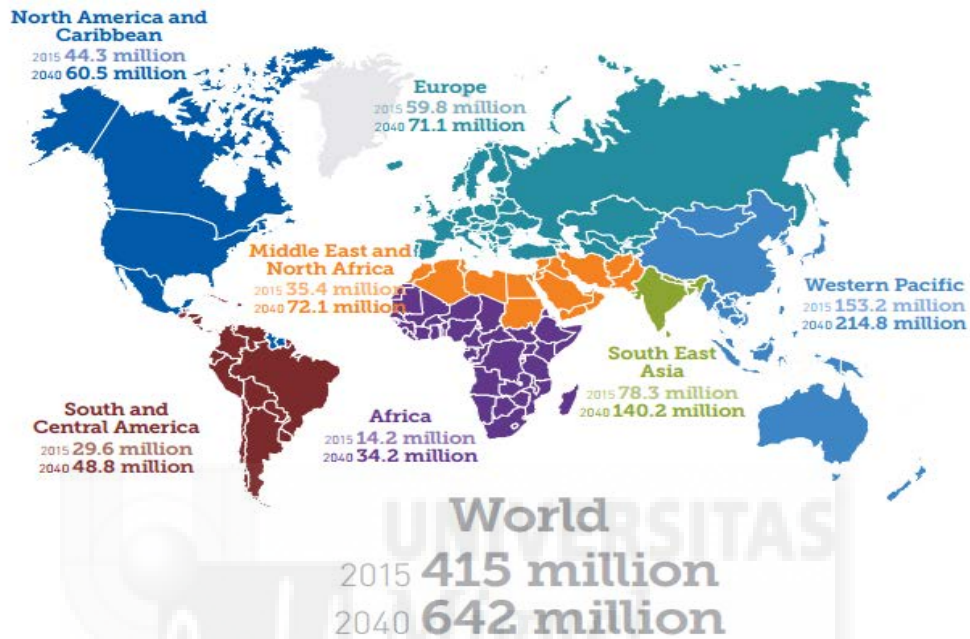 North America and
Caribbean
2015 44.3 million
2040 60.5 million
Europe
2015 59.8 million
2040 71.1 million
Middle East and
North Africa
2015 35.4 million
2040 72.1 million
Western Pacific
2015 153.2 million
2040 214.8 million
South East
Asia
2015 78.3 million
2040 140.2 million
South and
Central America
2015 29.6 million
2040 48.8 million
Africa
2015 14.2 million
2040 34.2 million
UNIVERSITAS
World
2015 415 million
2040 642 million